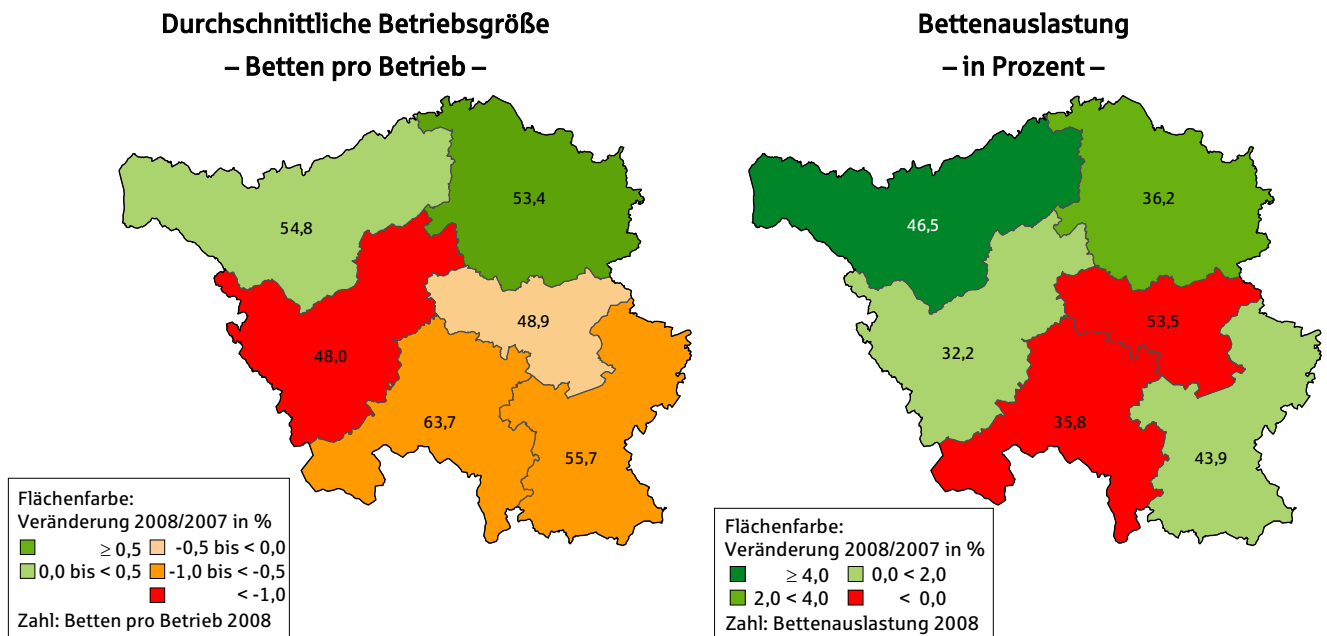 Durchschnittliche Betriebsgröße
– Betten pro Betrieb –
53,4
54,8
48,9
48,0
63,7
55,7
Flächenfarbe:
Veränderung 2008/2007 in %
≥ 0,5 -0,5 bis < 0,0
0,0 bis < 0,5 -1,0 bis < -0,5
< -1,0
Zahl: Betten pro Betrieb 2008
Bettenauslastung
– in Prozent –
36,2
46,5
53,5
32,2
35,8
43,9
Flächenfarbe:
Veränderung 2008/2007 in %
≥ 4,0 0,0 < 2,0
2,0 < 4,0 < 0,0
Zahl: Bettenauslastung 2008